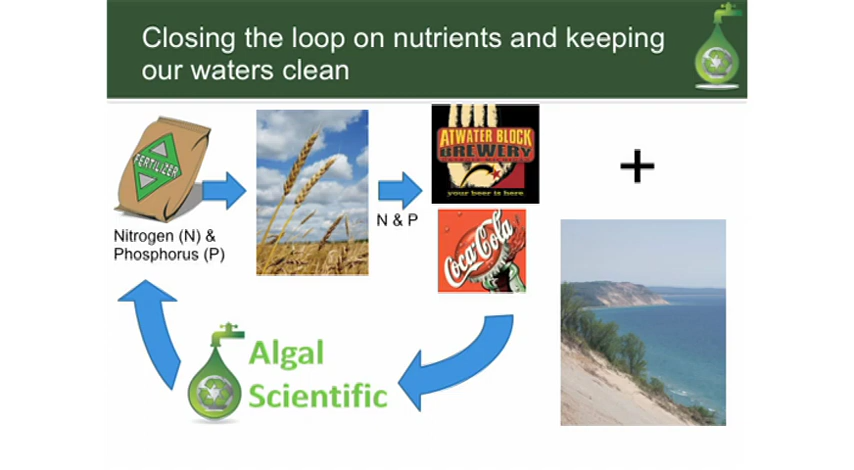 Closing the loop on nutrients and keeping
our waters clean
FERTILIZER
Nitrogen (N) &
Phosphorus (P)
N & P
ATWATER BLOCK
BREWERY
your beer is here
Coca-Cola
+
Algal
Scientific